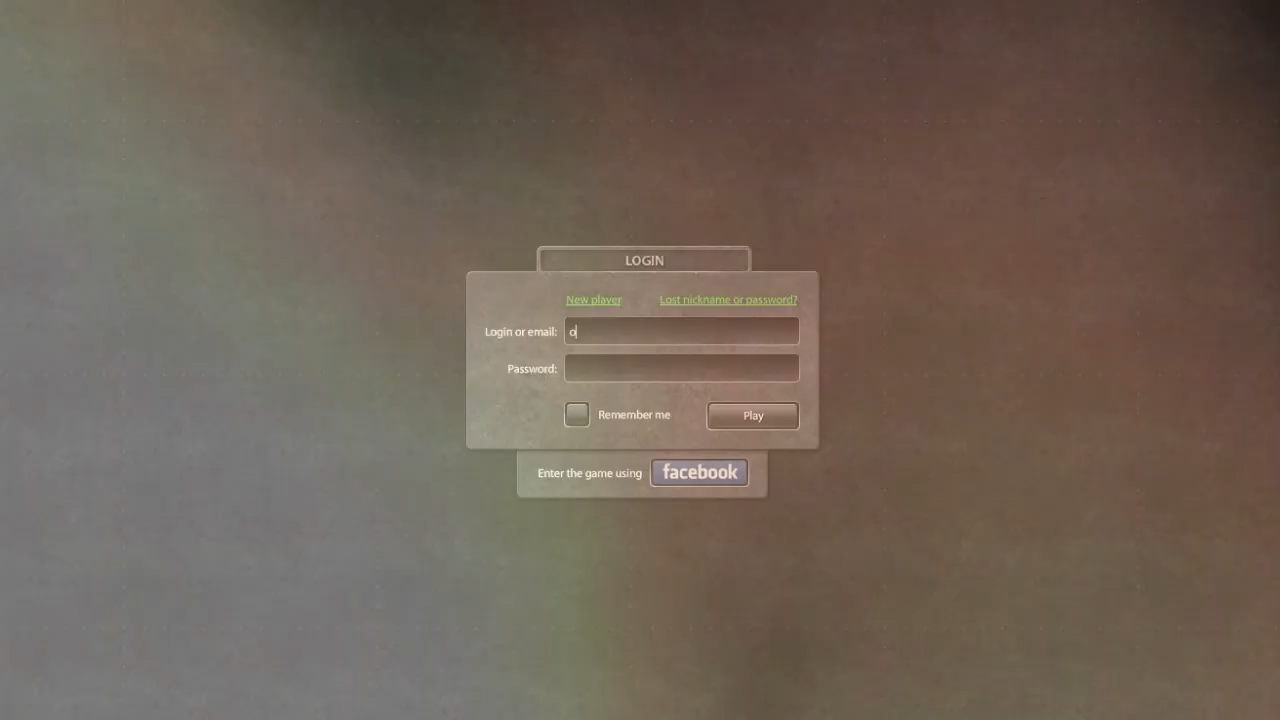 LOGIN
New player Lost nickname or password?
Login or email: o
Password:
Remember me Play
Enter the game using facebook